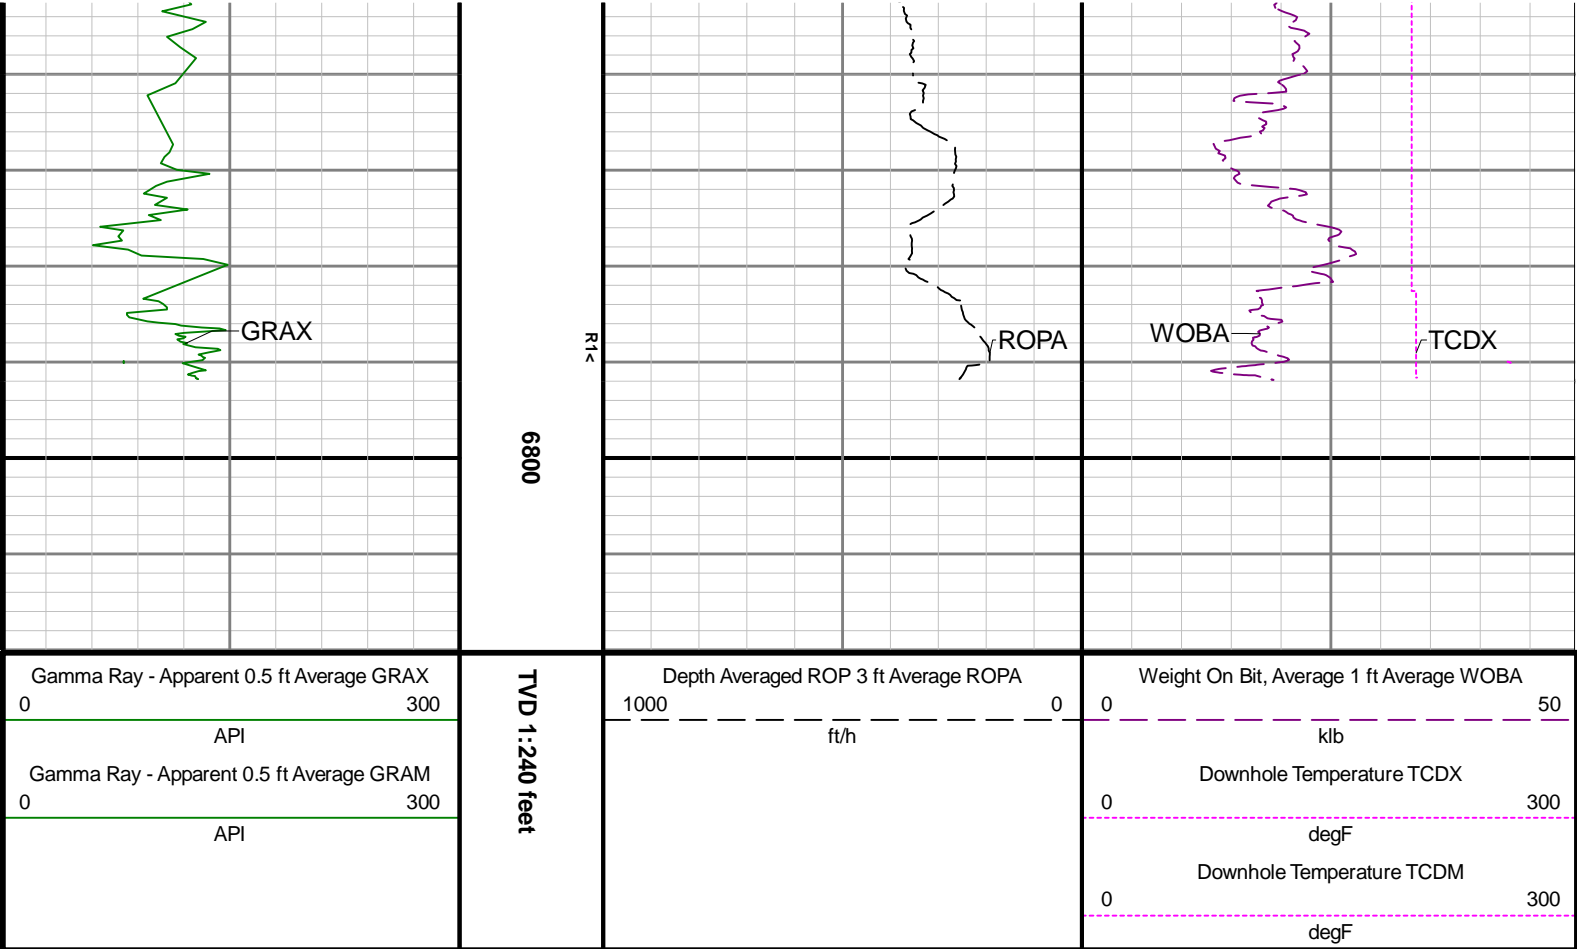 GRAX
R1<
ROPA
WOBA
TCDX
6800
Gamma Ray - Apparent 0.5 ft Average GRAX
0 300
API
Gamma Ray - Apparent 0.5 ft Average GRAM
0 300
API
TVD 1:240 feet
Depth Averaged ROP 3 ft Average ROPA
1000 0
ft/h
Weight On Bit, Average 1 ft Average WOBA
0 50
klb
Downhole Temperature TCDX
0 300
degF
Downhole Temperature TCDM
0 300
degF